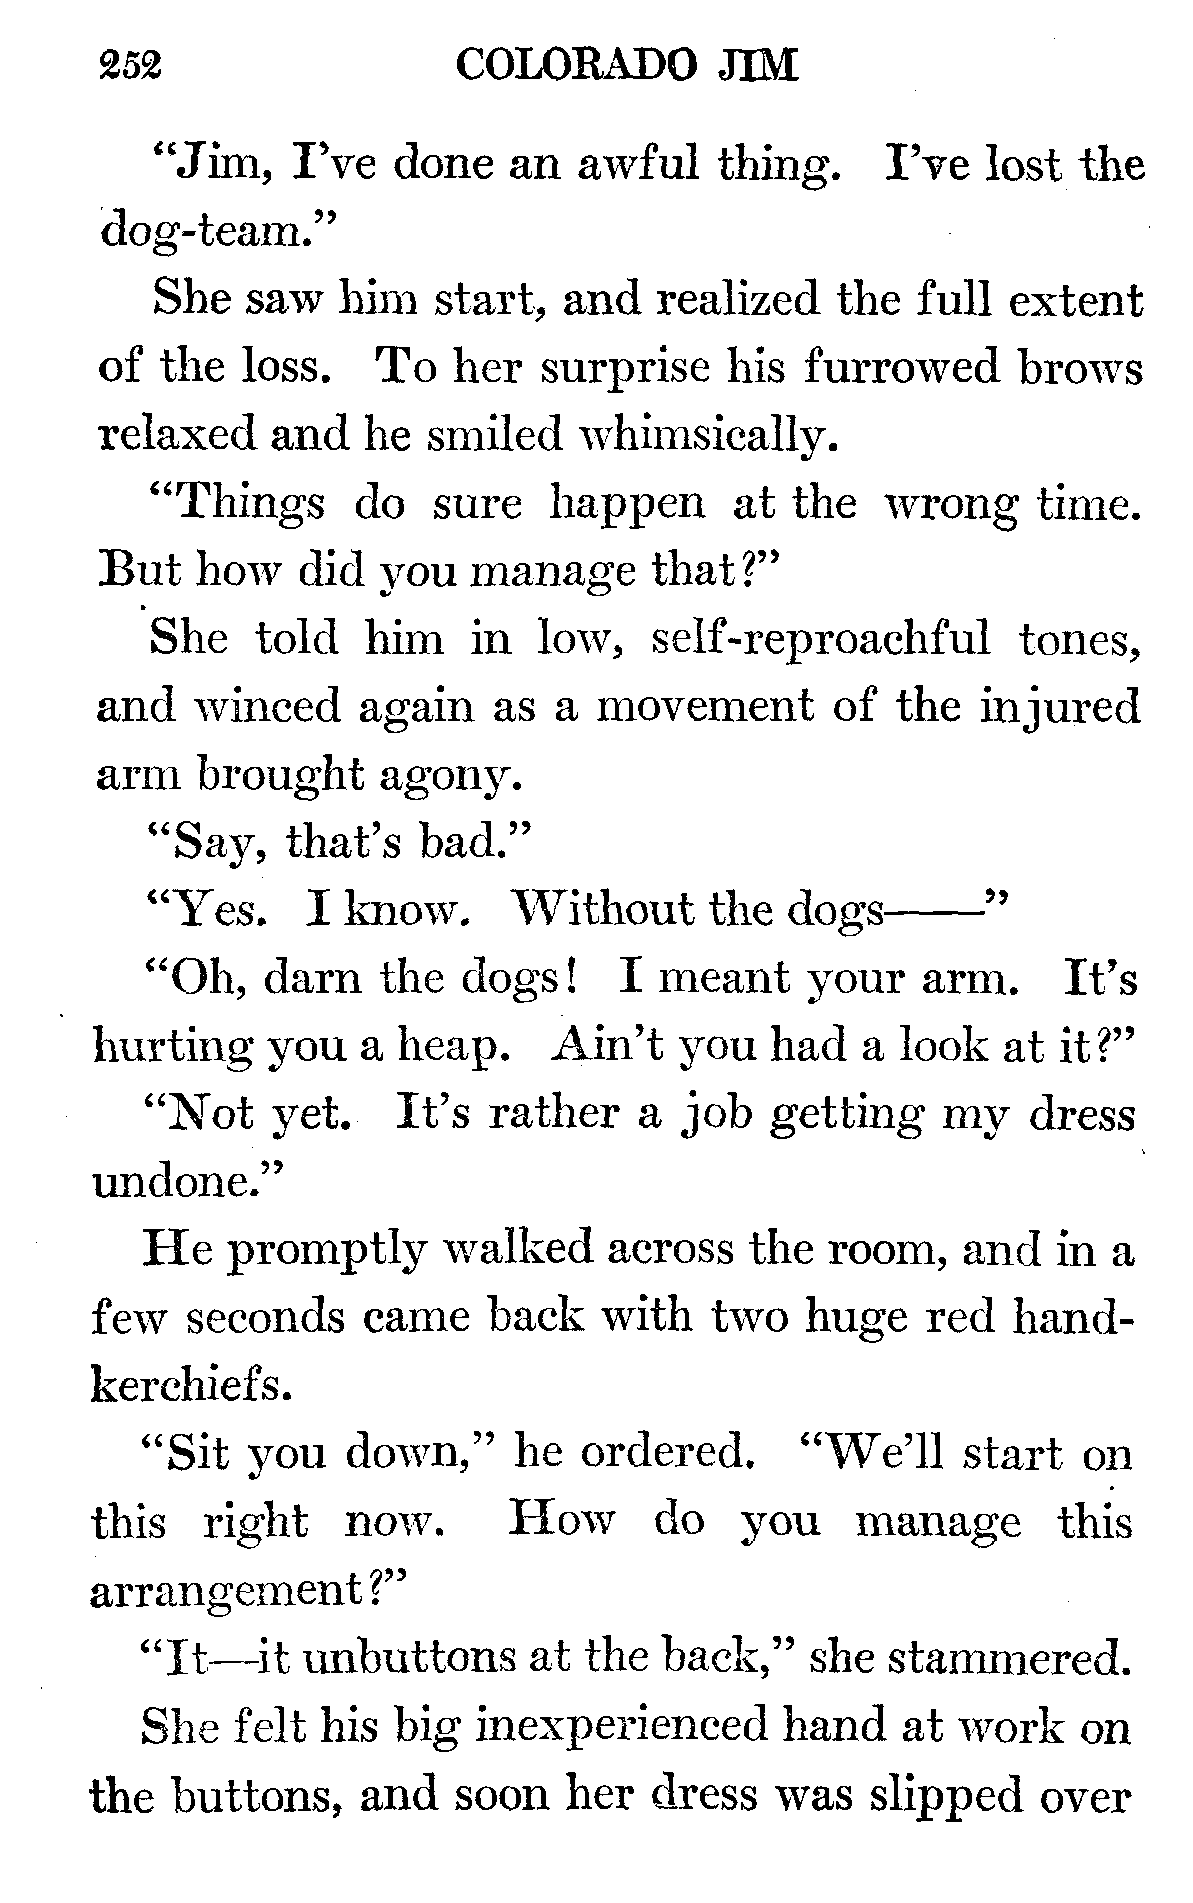 252 COLORADO JIM
“Jim, I’ve done an awful thing. I’ve lost the
dog-team.”
She saw him start, and realized the full extent
of the loss. To her surprise his furrowed brows
relaxed and he smiled whimsically.
“Things do sure happen at the wrong time.
But how did you manage that?”
She told him in low, self-reproachful tones,
and winced again as a movement of the injured
arm brought agony.
“Say, that’s bad.”
“Yes. I know. Without the dogs——”
“Oh, darn the dogs! I meant your arm. It’s
hurting you a heap. Ain’t you had a look at it?”
“Not yet. It’s rather a job getting my dress
undone.”
He promptly walked across the room, and in a
few seconds came back with two huge red hand-
kerchiefs.
“Sit you down,” he ordered. “We’ll start on
this right now. How do you manage this
arrangement?”
“It—it unbuttons at the back,” she stammered.
She felt his big inexperienced hand at work on
the buttons, and soon her dress was slipped over